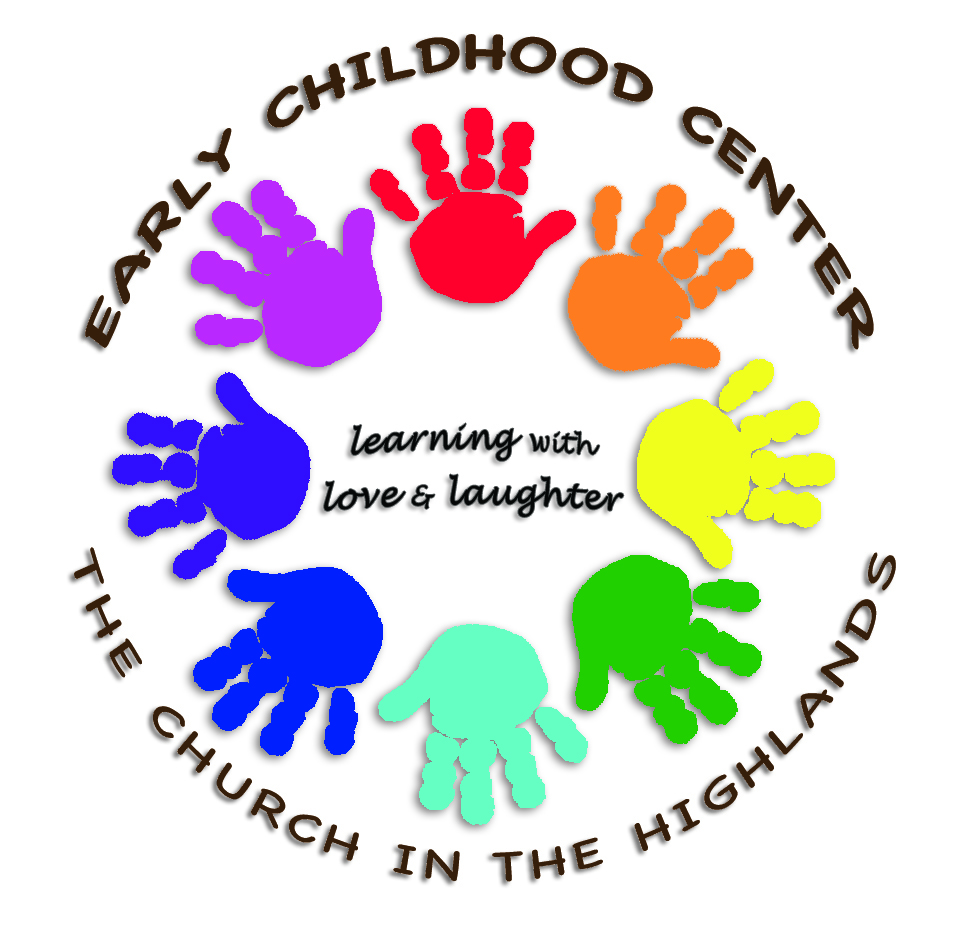 EARLY CHILDHOOD CENTER
learning with
love & laughter
THE CHURCH IN THE HIGHLANDS